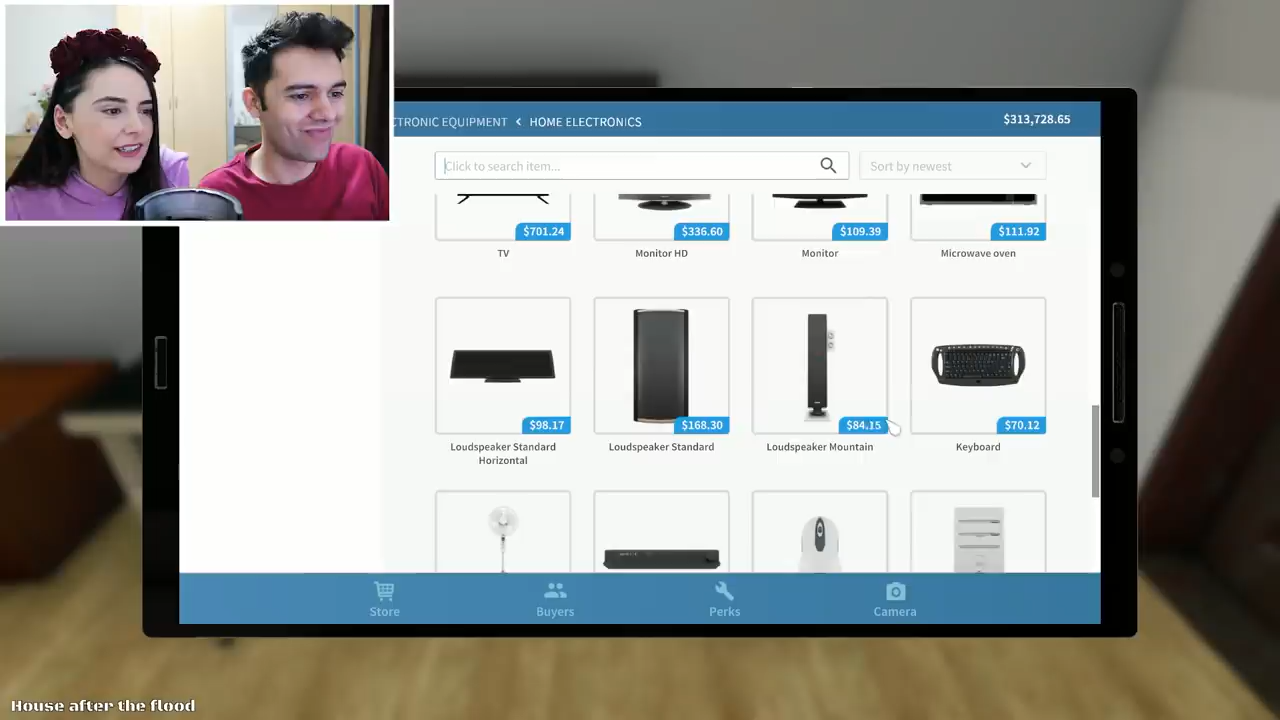 CTRONIC EQUIPMENT < HOME ELECTRONICS
$313,728.65
Click to search item...
Sort by newest
$701.24
$336.60
$109.39
$111.92
TV
Monitor HD
Monitor
Microwave oven
$98.17
$168.30
$84.15
$70.12
Loudspeaker Standard
Horizontal
Loudspeaker Standard
Loudspeaker Mountain
Keyboard
Store
Buyers
Perks
Camera
House after the flood